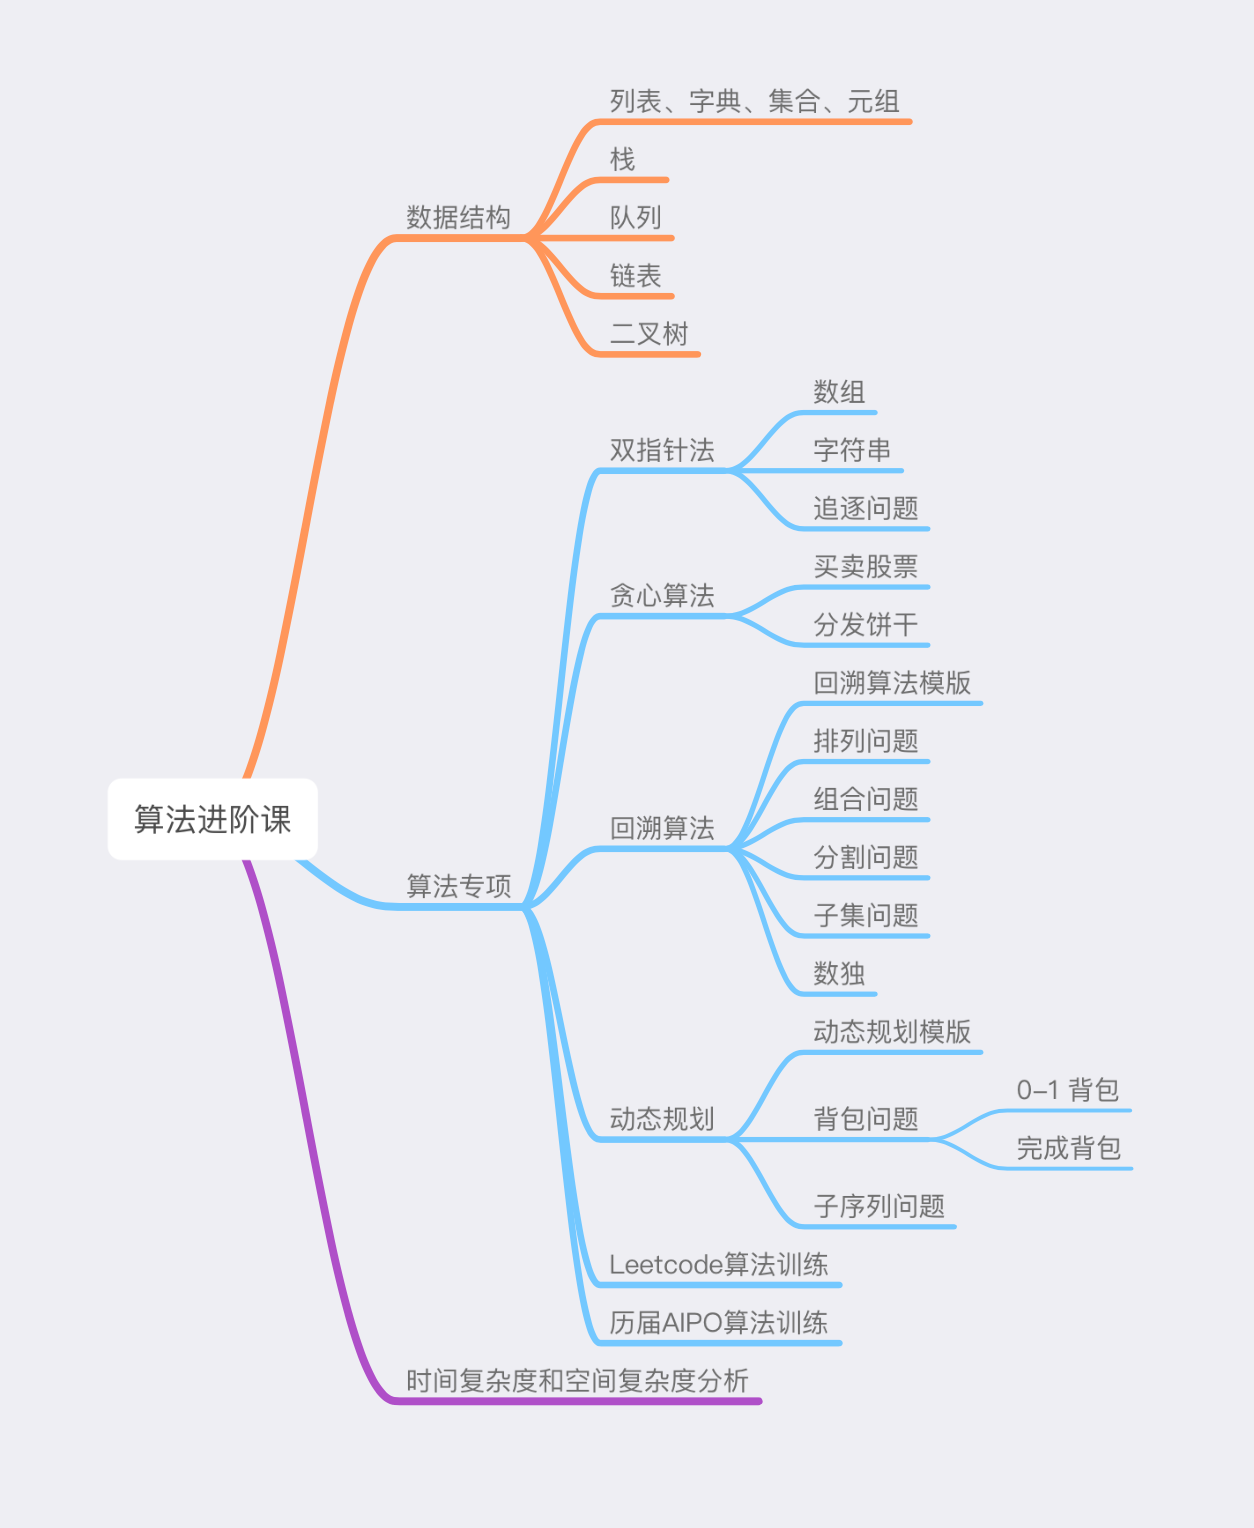 算法进阶课
数据结构
列表、字典、集合、元组
栈
队列
链表
二叉树
算法专项
双指针法
数组
字符串
追逐问题
贪心算法
买卖股票
分发饼干
回溯算法
回溯算法模版
排列问题
组合问题
分割问题
子集问题
数独
动态规划
动态规划模版
背包问题
0-1 背包
完成背包
子序列问题
Leetcode算法训练
历届AIPO算法训练
时间复杂度和空间复杂度分析